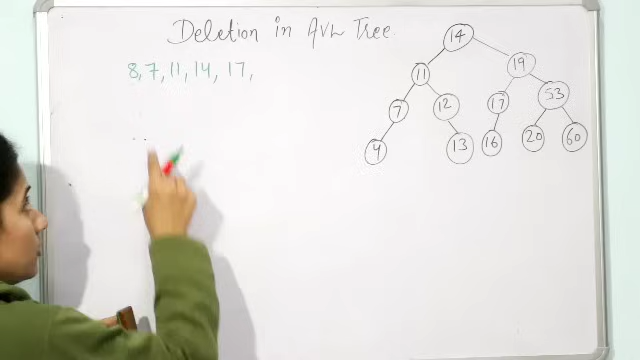 Deletion in AVL Tree
8, 7, 11, 14, 17,
14
11 19
7 12 17 53
4 13 16 20 60